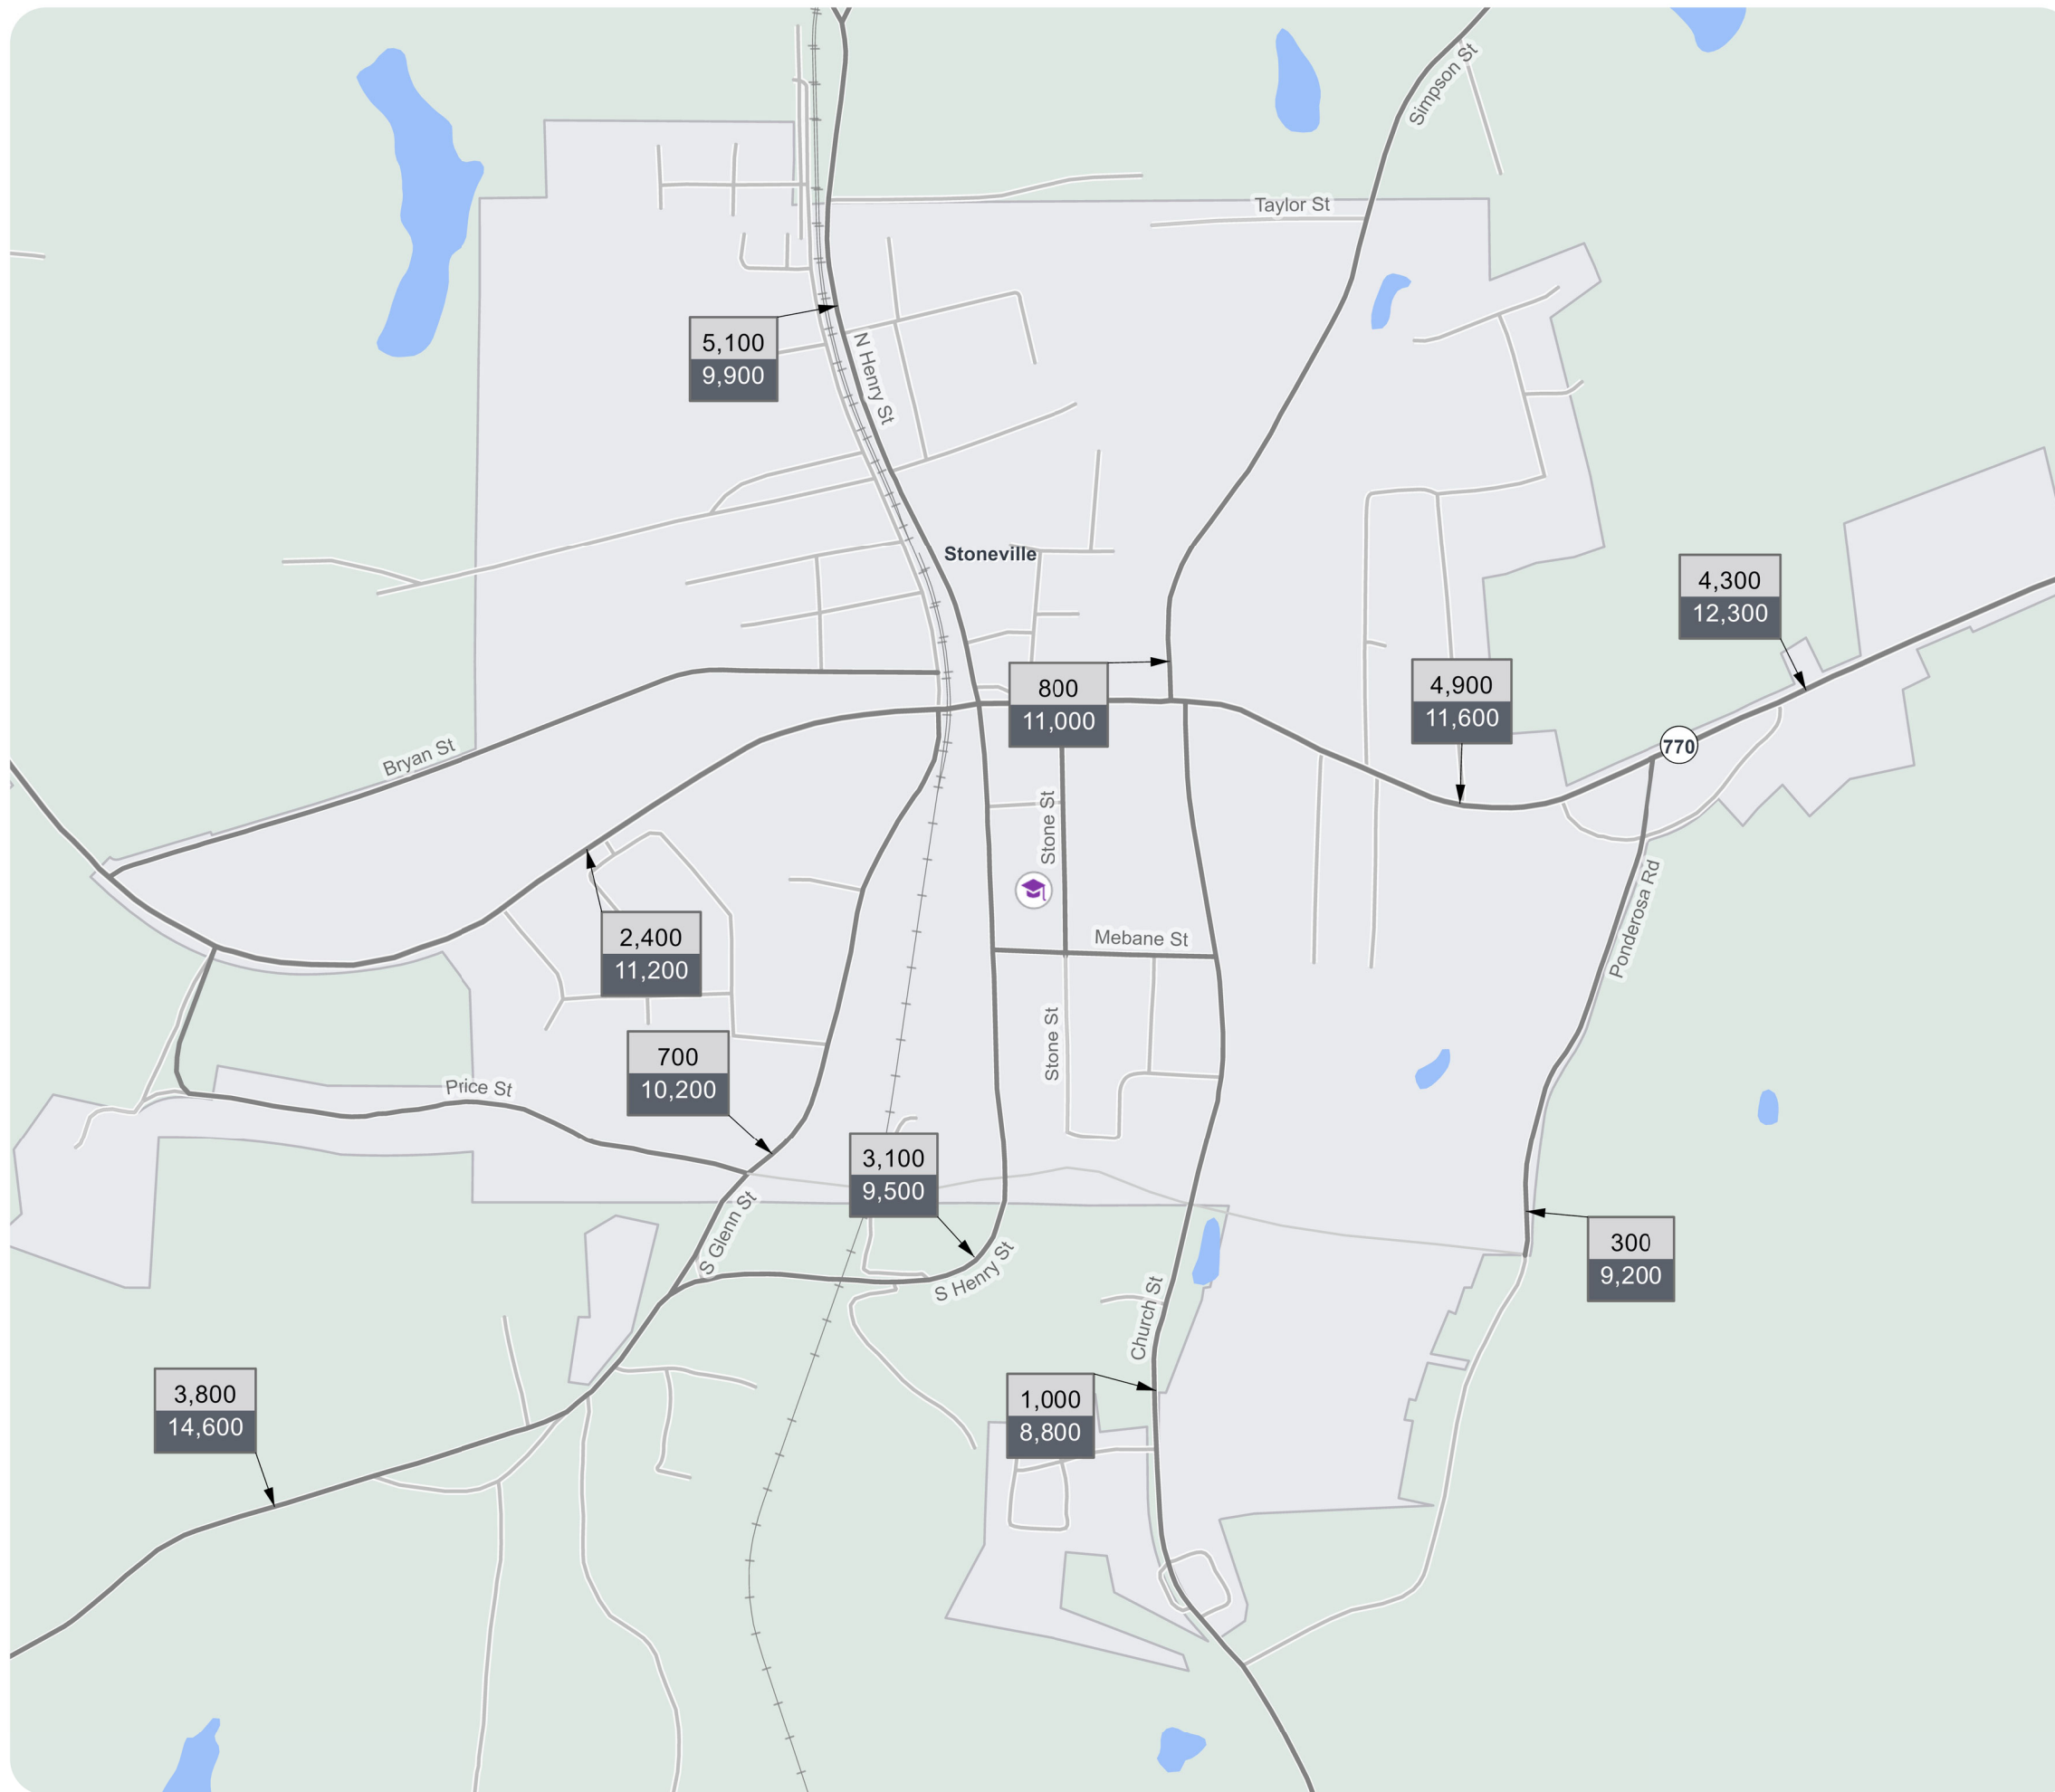 Simpson St
Taylor St
5,100
9,900
N Henry St
Stoneville
4,300
12,300
800
11,000
4,900
11,600
770
Bryan St
Stone St
Ponderosa Rd
2,400
11,200
Mebane St
700
10,200
Stone St
Price St
3,100
9,500
S Glenn St
S Henry St
300
9,200
Church St
3,800
14,600
1,000
8,800